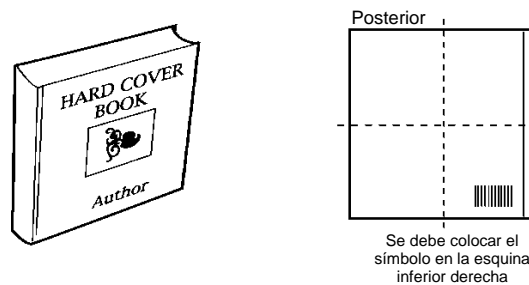 HARD COVER
BOOK
Author
Posterior
Se debe colocar el
símbolo en la esquina
inferior derecha